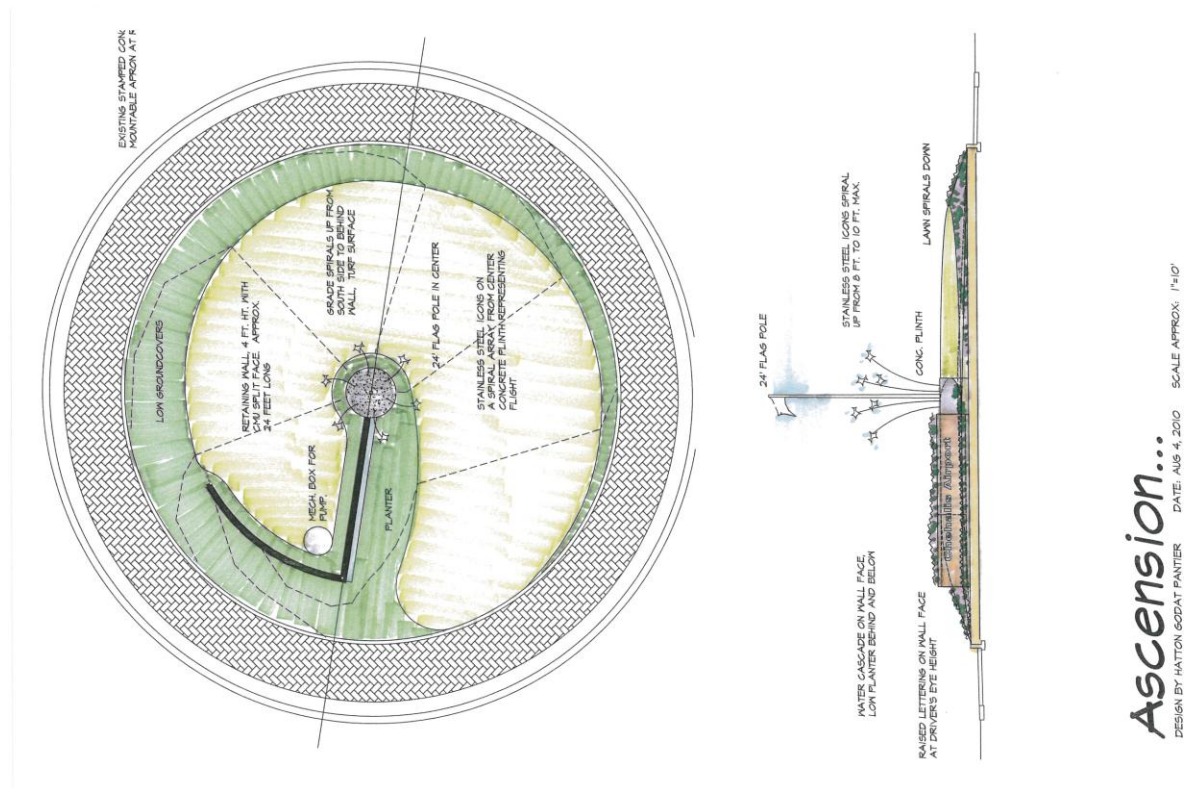 EXISTING STAMPED CONC
MOUNTABLE APRON AT R
LOW GROUNDCOVERS
RETAINING WALL, 4 FT. HT. WITH
CMU SPLIT FACE. APPROX.
24 FEET LONG
GRADE SPIRALS UP FROM
SOUTH SIDE TO BEHIND
WALL, TURF SURFACE
MECH. BOX FOR
PUMP.
PLANTER
24' FLAG POLE IN CENTER
STAINLESS STEEL ICONS ON
A SPIRAL ARRAY FROM CENTER
CONCRETE PLINTH REPRESENTING
FLIGHT
24' FLAG POLE
STAINLESS STEEL ICONS SPIRAL
UP FROM 8 FT. TO 10 FT. MAX.
WATER CASCADE ON WALL FACE,
LOW PLANTER BEHIND AND BELOW
CONC. PLINTH
LAWN SPIRALS DOWN
RAISED LETTERING ON WALL FACE
AT DRIVER'S EYE HEIGHT
Chehalis Airport
Ascension...
DESIGN BY HATTON GODAT PANTIER DATE: AUG 4, 2010 SCALE APPROX: 1"=10'